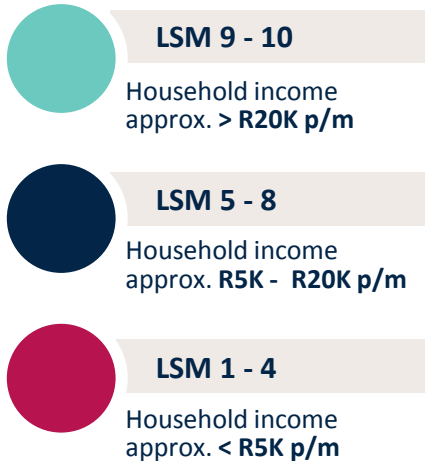 LSM 9 - 10
Household income
approx. > R20K p/m
LSM 5 - 8
Household income
approx. R5K - R20K p/m
LSM 1 - 4
Household income
approx. < R5K p/m